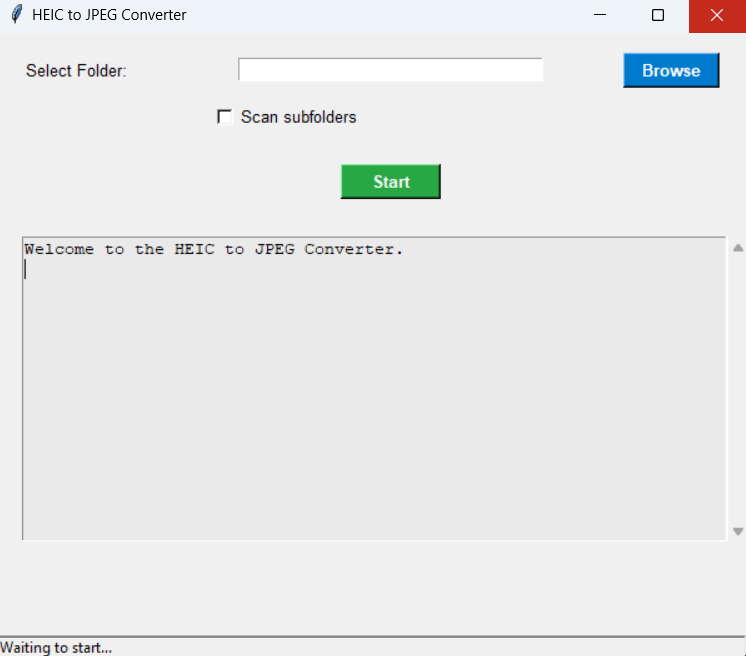 HEIC to JPEG Converter
Select Folder:
Browse
Scan subfolders
Start
Welcome to the HEIC to JPEG Converter.
Waiting to start...